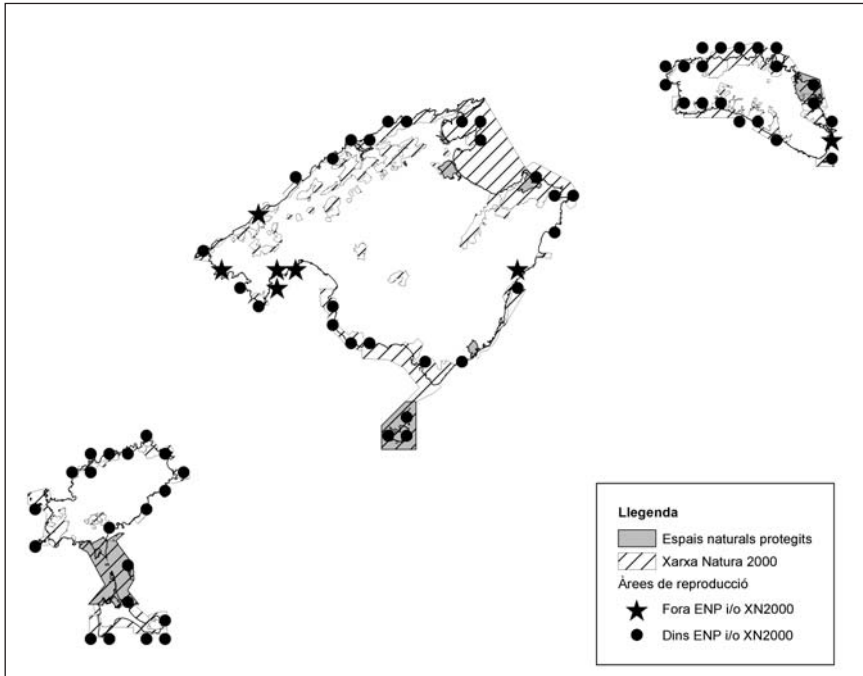 Llegenda
Espais naturals protegits
Xarxa Natura 2000
Àrees de reproducció
Fora ENP i/o XN2000
Dins ENP i/o XN2000